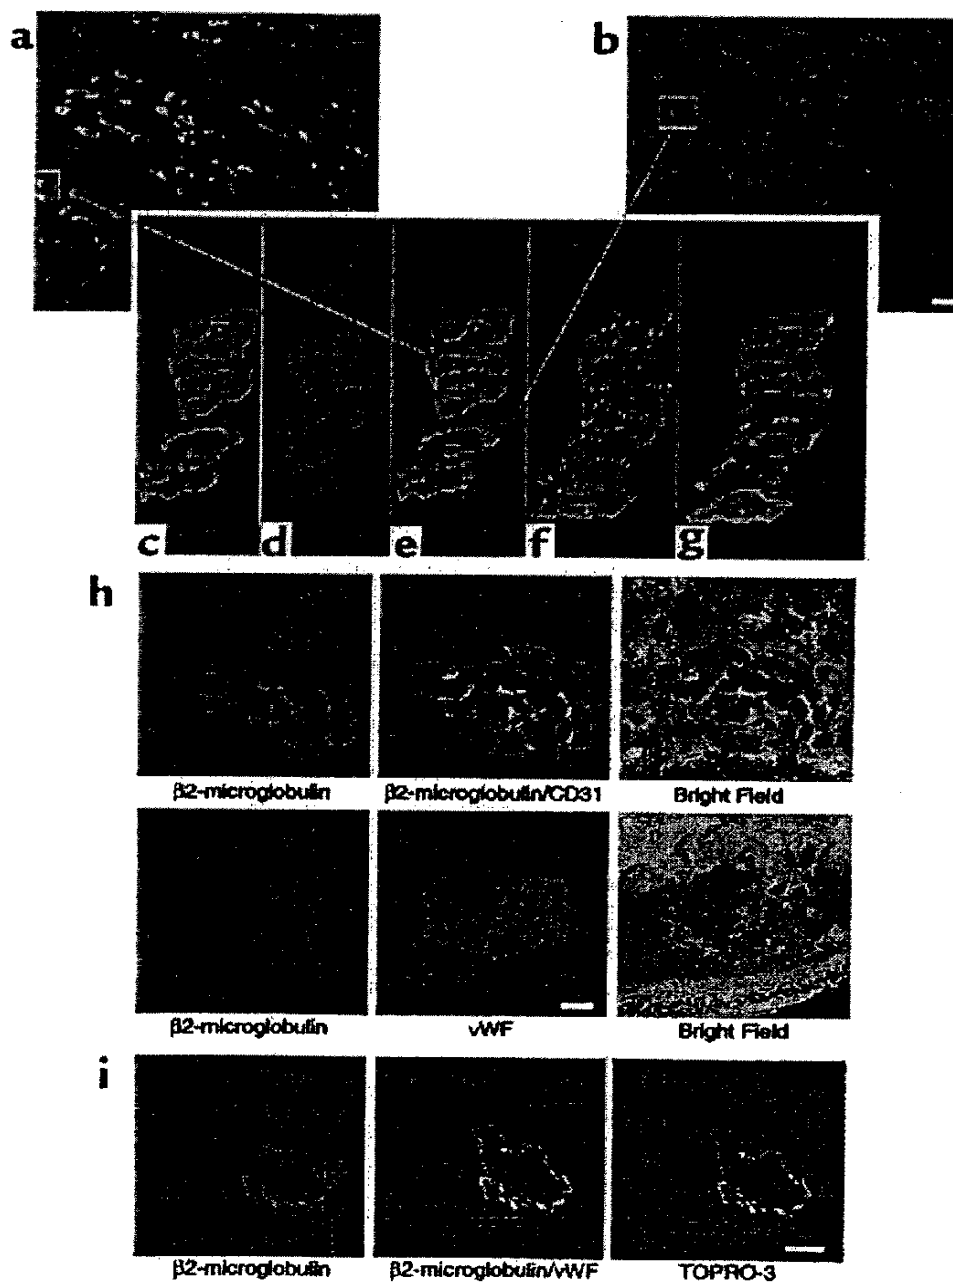 a b
c d e f g
h
β2-microglobulin β2-microglobulin/CD31 Bright Field
β2-microglobulin vWF Bright Field
i
β2-microglobulin β2-microglobulin/vWF TOPRO-3